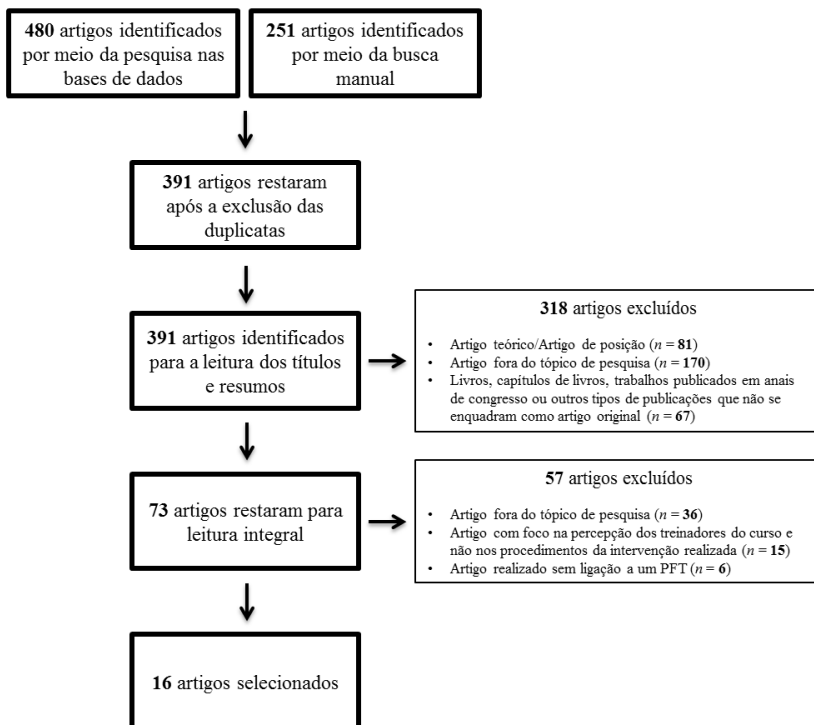 480 artigos identificados
por meio da pesquisa nas
bases de dados
251 artigos identificados
por meio da busca
manual
391 artigos restaram
após a exclusão das
duplicatas
391 artigos identificados
para a leitura dos títulos
e resumos
318 artigos excluídos
• Artigo teórico/Artigo de posição (n = 81)
• Artigo fora do tópico de pesquisa (n = 170)
• Livros, capítulos de livros, trabalhos publicados em anais
de congresso ou outros tipos de publicações que não se
enquadram como artigo original (n = 67)
73 artigos restaram para
leitura integral
57 artigos excluídos
• Artigo fora do tópico de pesquisa (n = 36)
• Artigo com foco na percepção dos treinadores do curso e
não nos procedimentos da intervenção realizada (n = 15)
• Artigo realizado sem ligação a um PFT (n = 6)
16 artigos selecionados